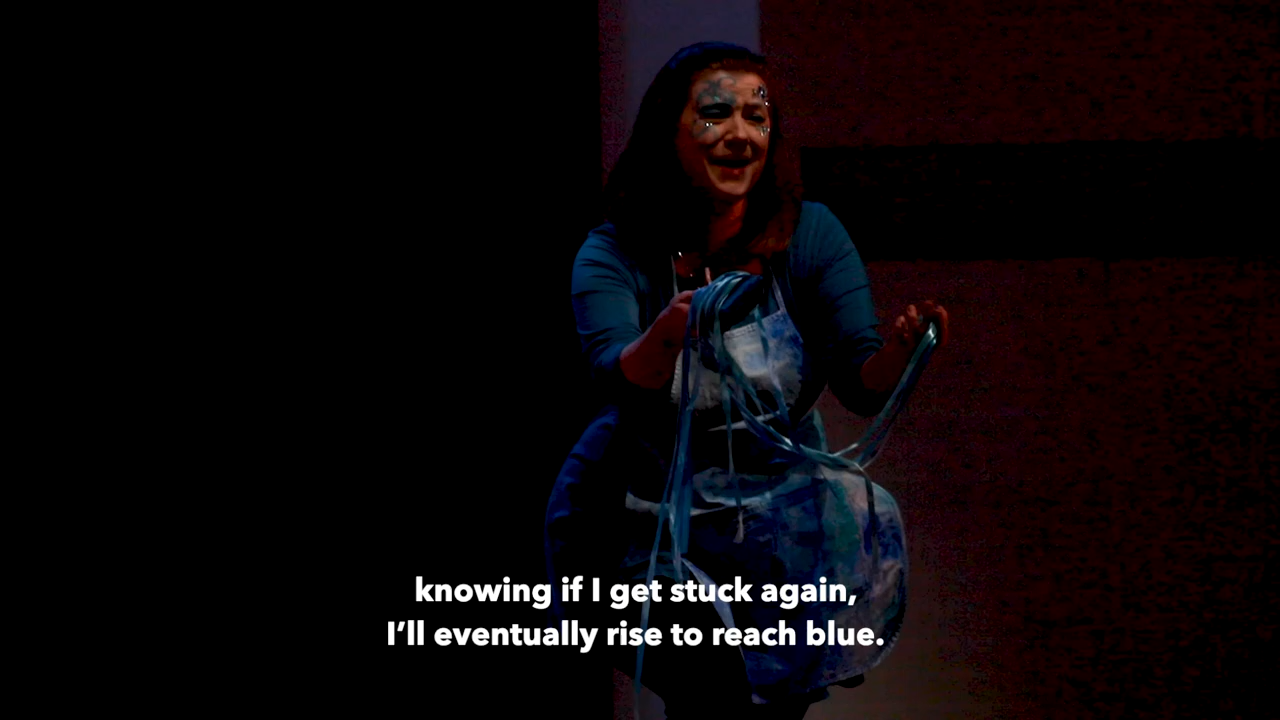 knowing if I get stuck again,
I’ll eventually rise to reach blue.